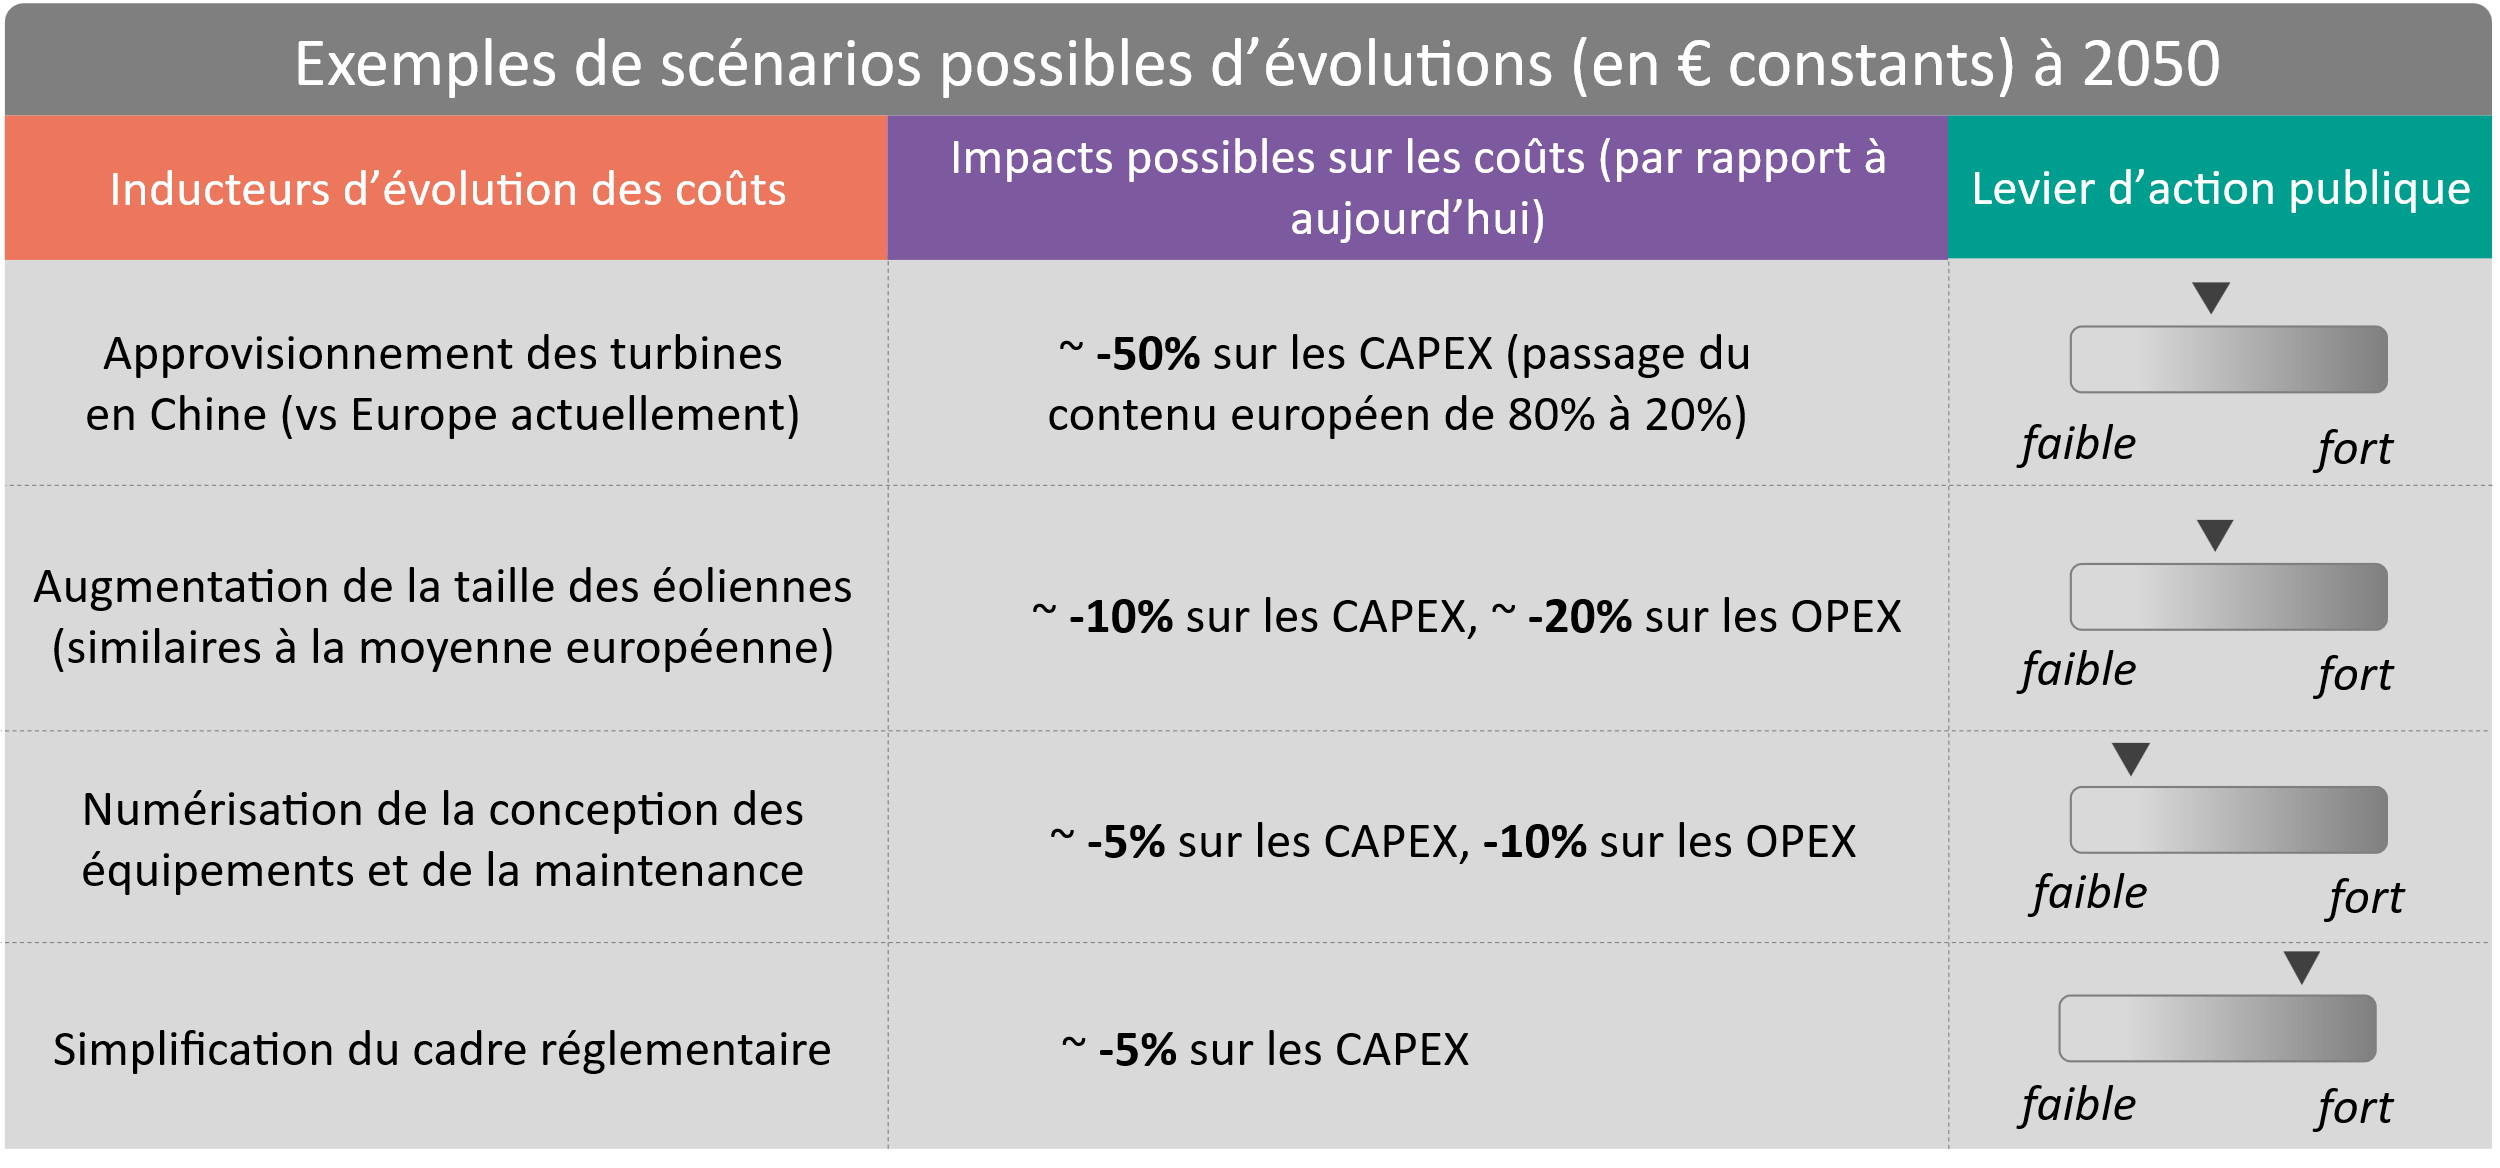 Exemples de scénarios possibles d’évolutions (en € constants) à 2050
Inducteurs d’évolution des coûts
Impacts possibles sur les coûts (par rapport à
aujourd’hui)
Levier d’action publique
Approvisionnement des turbines
en Chine (vs Europe actuellement)
~ -50% sur les CAPEX (passage du
contenu européen de 80% à 20%)
faible fort
Augmentation de la taille des éoliennes
(similaires à la moyenne européenne)
~ -10% sur les CAPEX, ~ -20% sur les OPEX
faible fort
Numérisation de la conception des
équipements et de la maintenance
~ -5% sur les CAPEX, -10% sur les OPEX
faible fort
Simplification du cadre réglementaire
~ -5% sur les CAPEX
faible fort